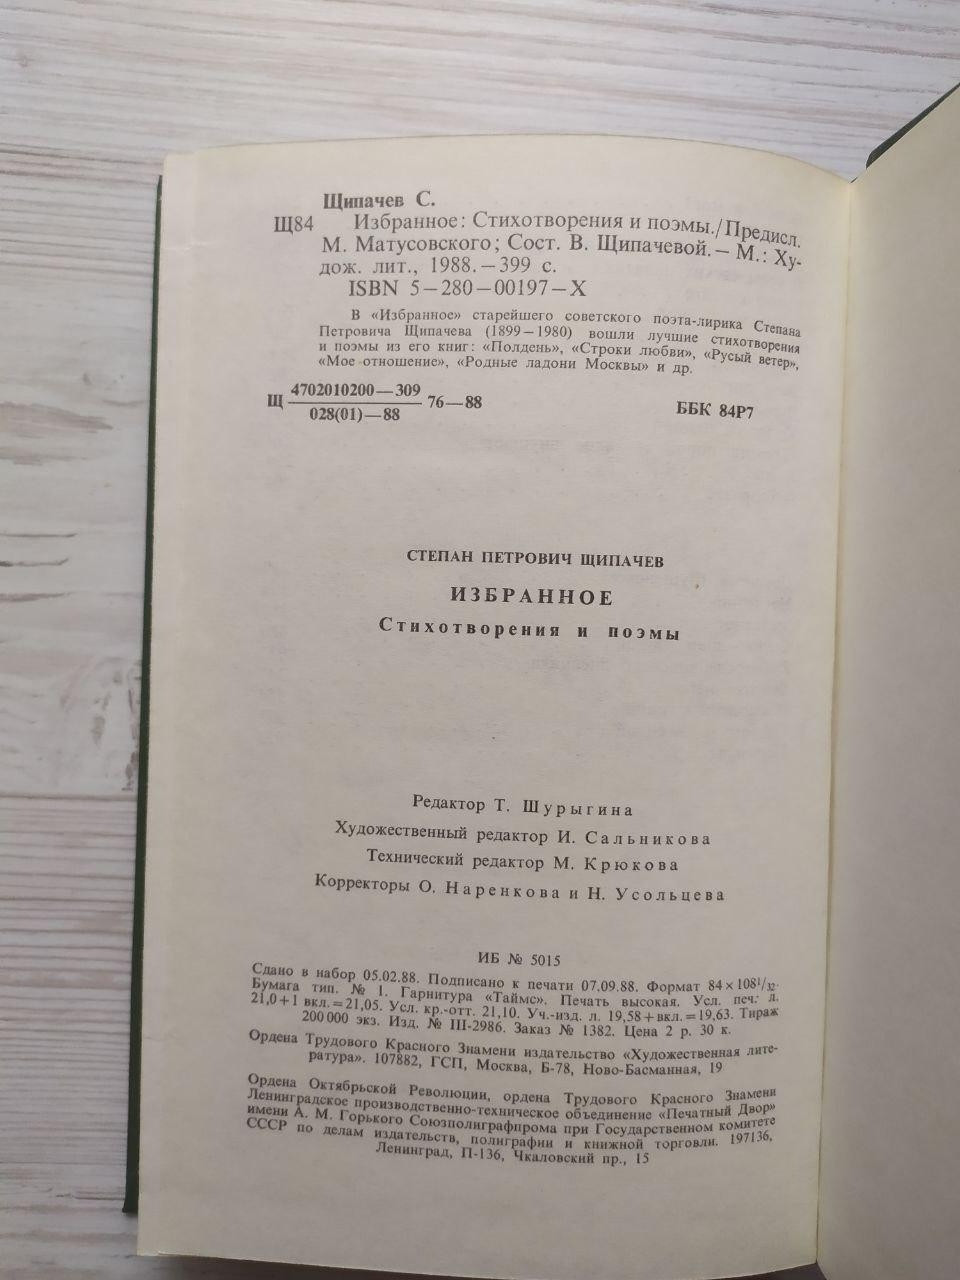 Щипачев С.
Щ84 Избранное: Стихотворения и поэмы./Предисл.
М. Матусовского; Сост. В. Щипачевой. – М.: Ху-
дож. лит., 1988. – 399 с.
ISBN 5–280–00197–X
В «Избранное» старейшего советского поэта-лирика Степана
Петровича Щипачева (1899–1980) вошли лучшие стихотворения
и поэмы из его книг: «Полдень», «Строки любви», «Русый ветер»,
«Мое отношение», «Родные ладони Москвы» и др.
Щ 4702010200—309 76—88
028(01)—88
ББК 84Р7
СТЕПАН ПЕТРОВИЧ ЩИПАЧЕВ
ИЗБРАННОЕ
Стихотворения и поэмы
Редактор Т. Шурыгина
Художественный редактор И. Сальникова
Технический редактор М. Крюкова
Корректоры О. Наренкова и Н. Усольцева
ИБ № 5015
Сдано в набор 05.02.88. Подписано к печати 07.09.88. Формат 84×108¹/₃₂.
Бумага тип. № 1. Гарнитура «Таймс». Печать высокая. Усл. печ. л.
21,0 + 1 вкл. = 21,05. Усл. кр.-отт. 21,10. Уч.-изд. л. 19,58 + вкл. = 19,63. Тираж
200 000 экз. Изд. № III-2986. Заказ № 1382. Цена 2 р. 30 к.
Ордена Трудового Красного Знамени издательство «Художественная лите-
ратура». 107882, ГСП, Москва, Б-78, Ново-Басманная, 19
Ордена Октябрьской Революции, ордена Трудового Красного Знамени
Ленинградское производственно-техническое объединение «Печатный Двор»
имени А. М. Горького Союзполиграфпрома при Государственном комитете
СССР по делам издательств, полиграфии и книжной торговли. 197136,
Ленинград, П-136, Чкаловский пр., 15